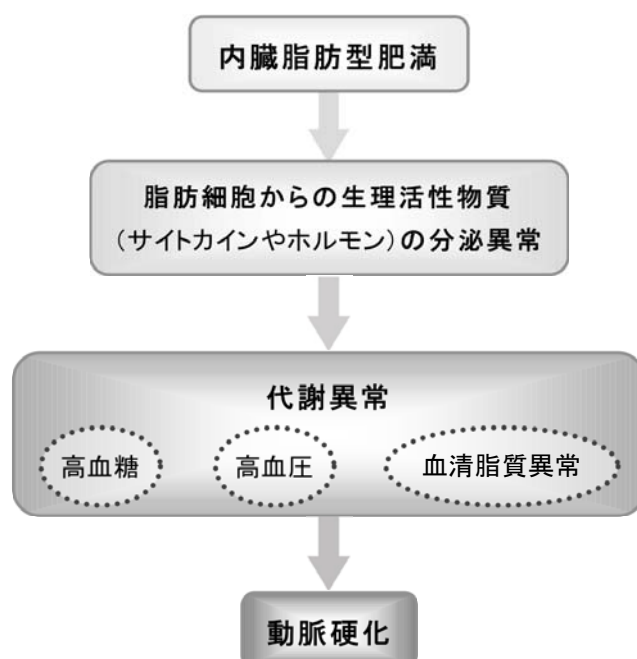 内臓脂肪型肥満
脂肪細胞からの生理活性物質
（サイトカインやホルモン）の分泌異常
代謝異常
高血糖
高血圧
血清脂質異常
動脈硬化